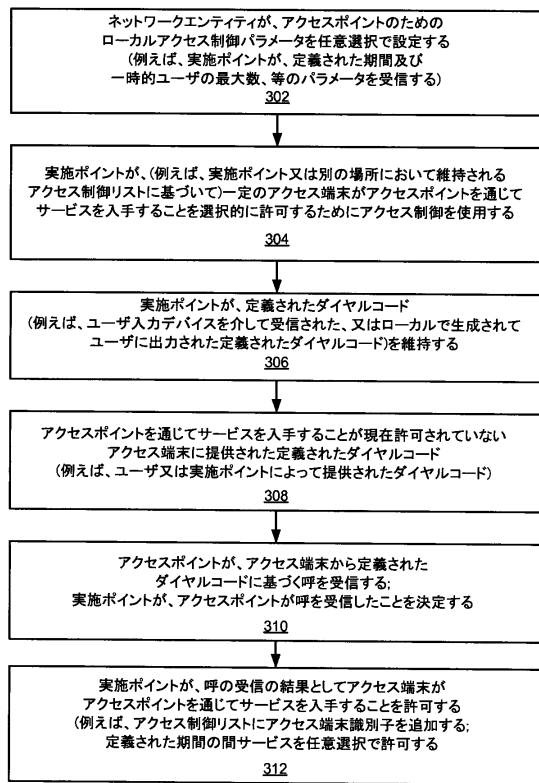 ネットワークエンティティが、アクセスポイントのための
ローカルアクセス制御パラメータを任意選択で設定する
(例えば、実施ポイントが、定義された期間及び
一時的ユーザの最大数、等のパラメータを受信する)
302
実施ポイントが、(例えば、実施ポイント又は別の場所において維持される
アクセス制御リストに基づいて)一定のアクセス端末がアクセスポイントを通じて
サービスを入手することを選択的に許可するためにアクセス制御を使用する
304
実施ポイントが、定義されたダイヤルコード
(例えば、ユーザ入力デバイスを介して受信された、又はローカルで生成されて
ユーザに出力された定義されたダイヤルコード)を維持する
306
アクセスポイントを通じてサービスを入手することが現在許可されていない
アクセス端末に提供された定義されたダイヤルコード
(例えば、ユーザ又は実施ポイントによって提供されたダイヤルコード)
308
アクセスポイントが、アクセス端末から定義された
ダイヤルコードに基づく呼を受信する;
実施ポイントが、アクセスポイントが呼を受信したことを決定する
310
実施ポイントが、呼の受信の結果としてアクセス端末が
アクセスポイントを通じてサービスを入手することを許可する
(例えば、アクセス制御リストにアクセス端末識別子を追加する;
定義された期間の間サービスを任意選択で許可する
312